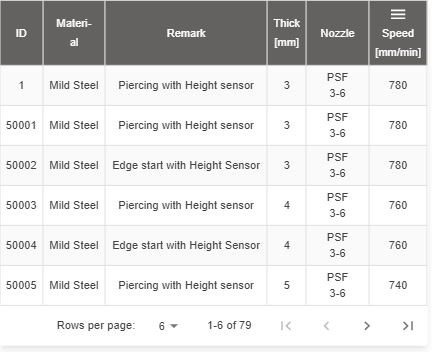 ID Materi-
al Remark Thick
[mm] Nozzle Speed
[mm/min]
1 Mild Steel Piercing with Height sensor 3 PSF
3-6 780
50001 Mild Steel Piercing with Height sensor 3 PSF
3-6 780
50002 Mild Steel Edge start with Height Sensor 3 PSF
3-6 780
50003 Mild Steel Piercing with Height sensor 4 PSF
3-6 760
50004 Mild Steel Edge start with Height Sensor 4 PSF
3-6 760
50005 Mild Steel Piercing with Height sensor 5 PSF
3-6 740
Rows per page: 6 1-6 of 79